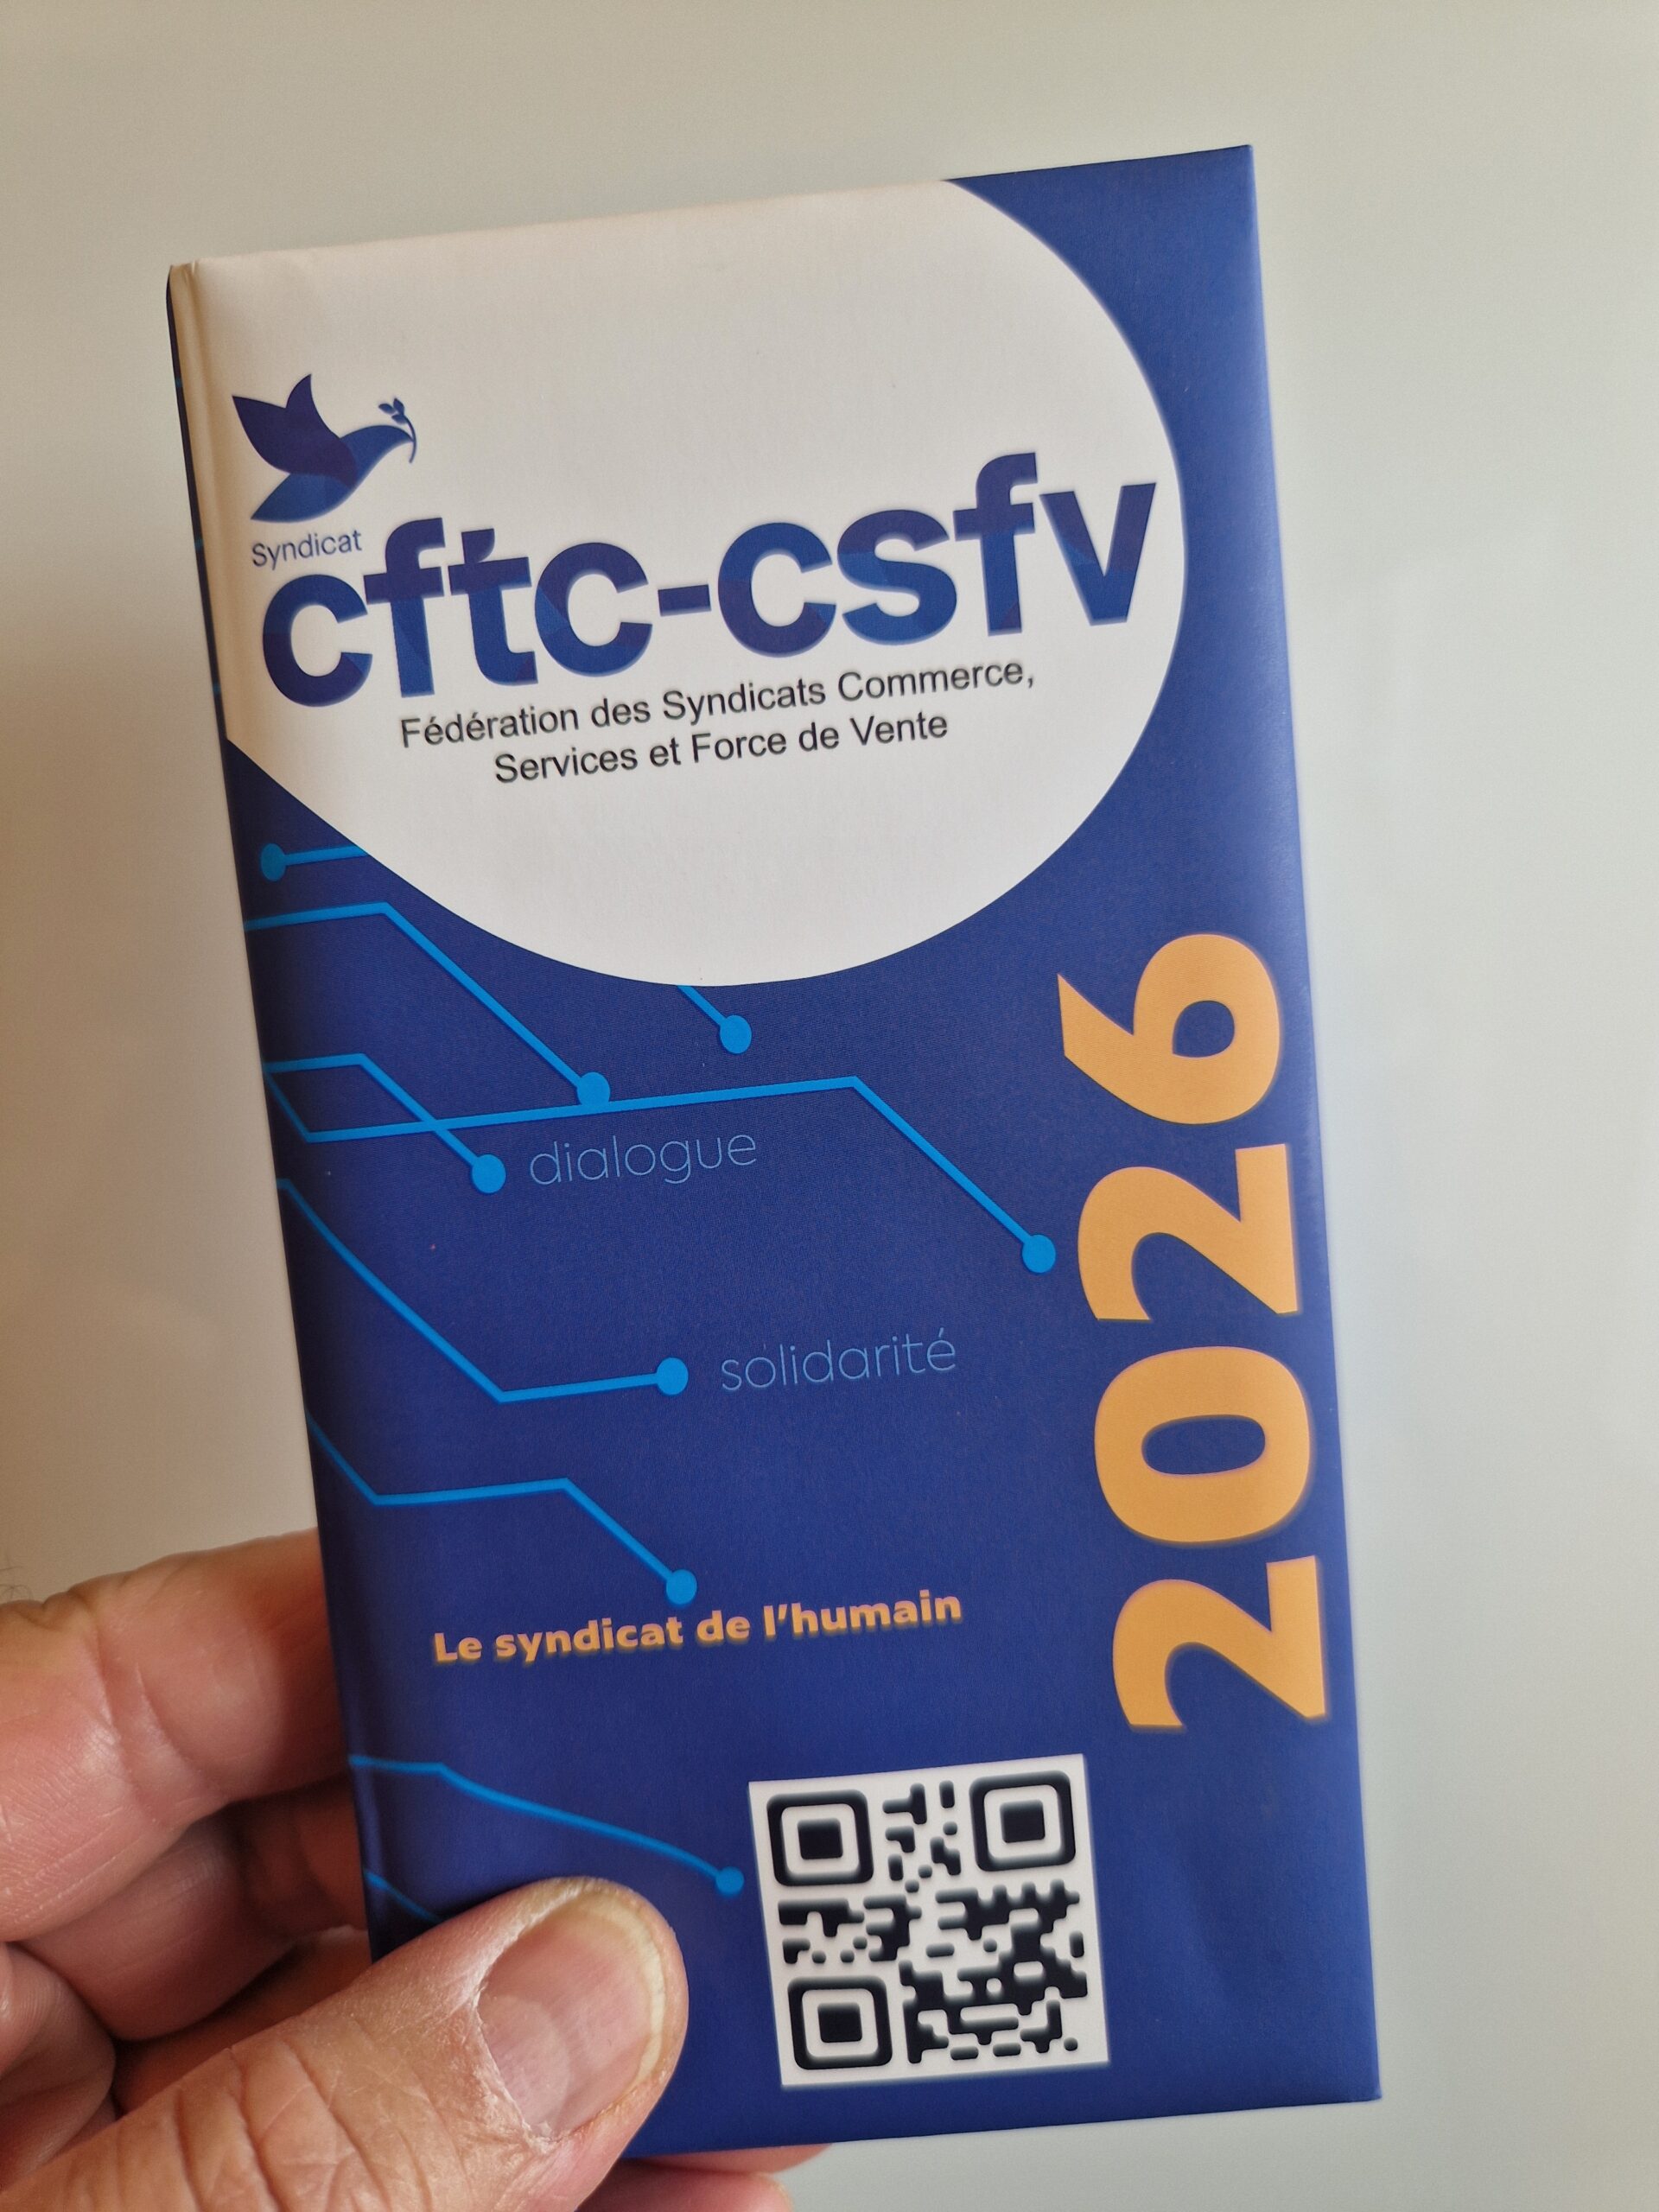 Syndicat
cftc-csfv
Fédération des Syndicats Commerce,
Services et Force de Vente
dialogue
solidarité
Le syndicat de l'humain
2026